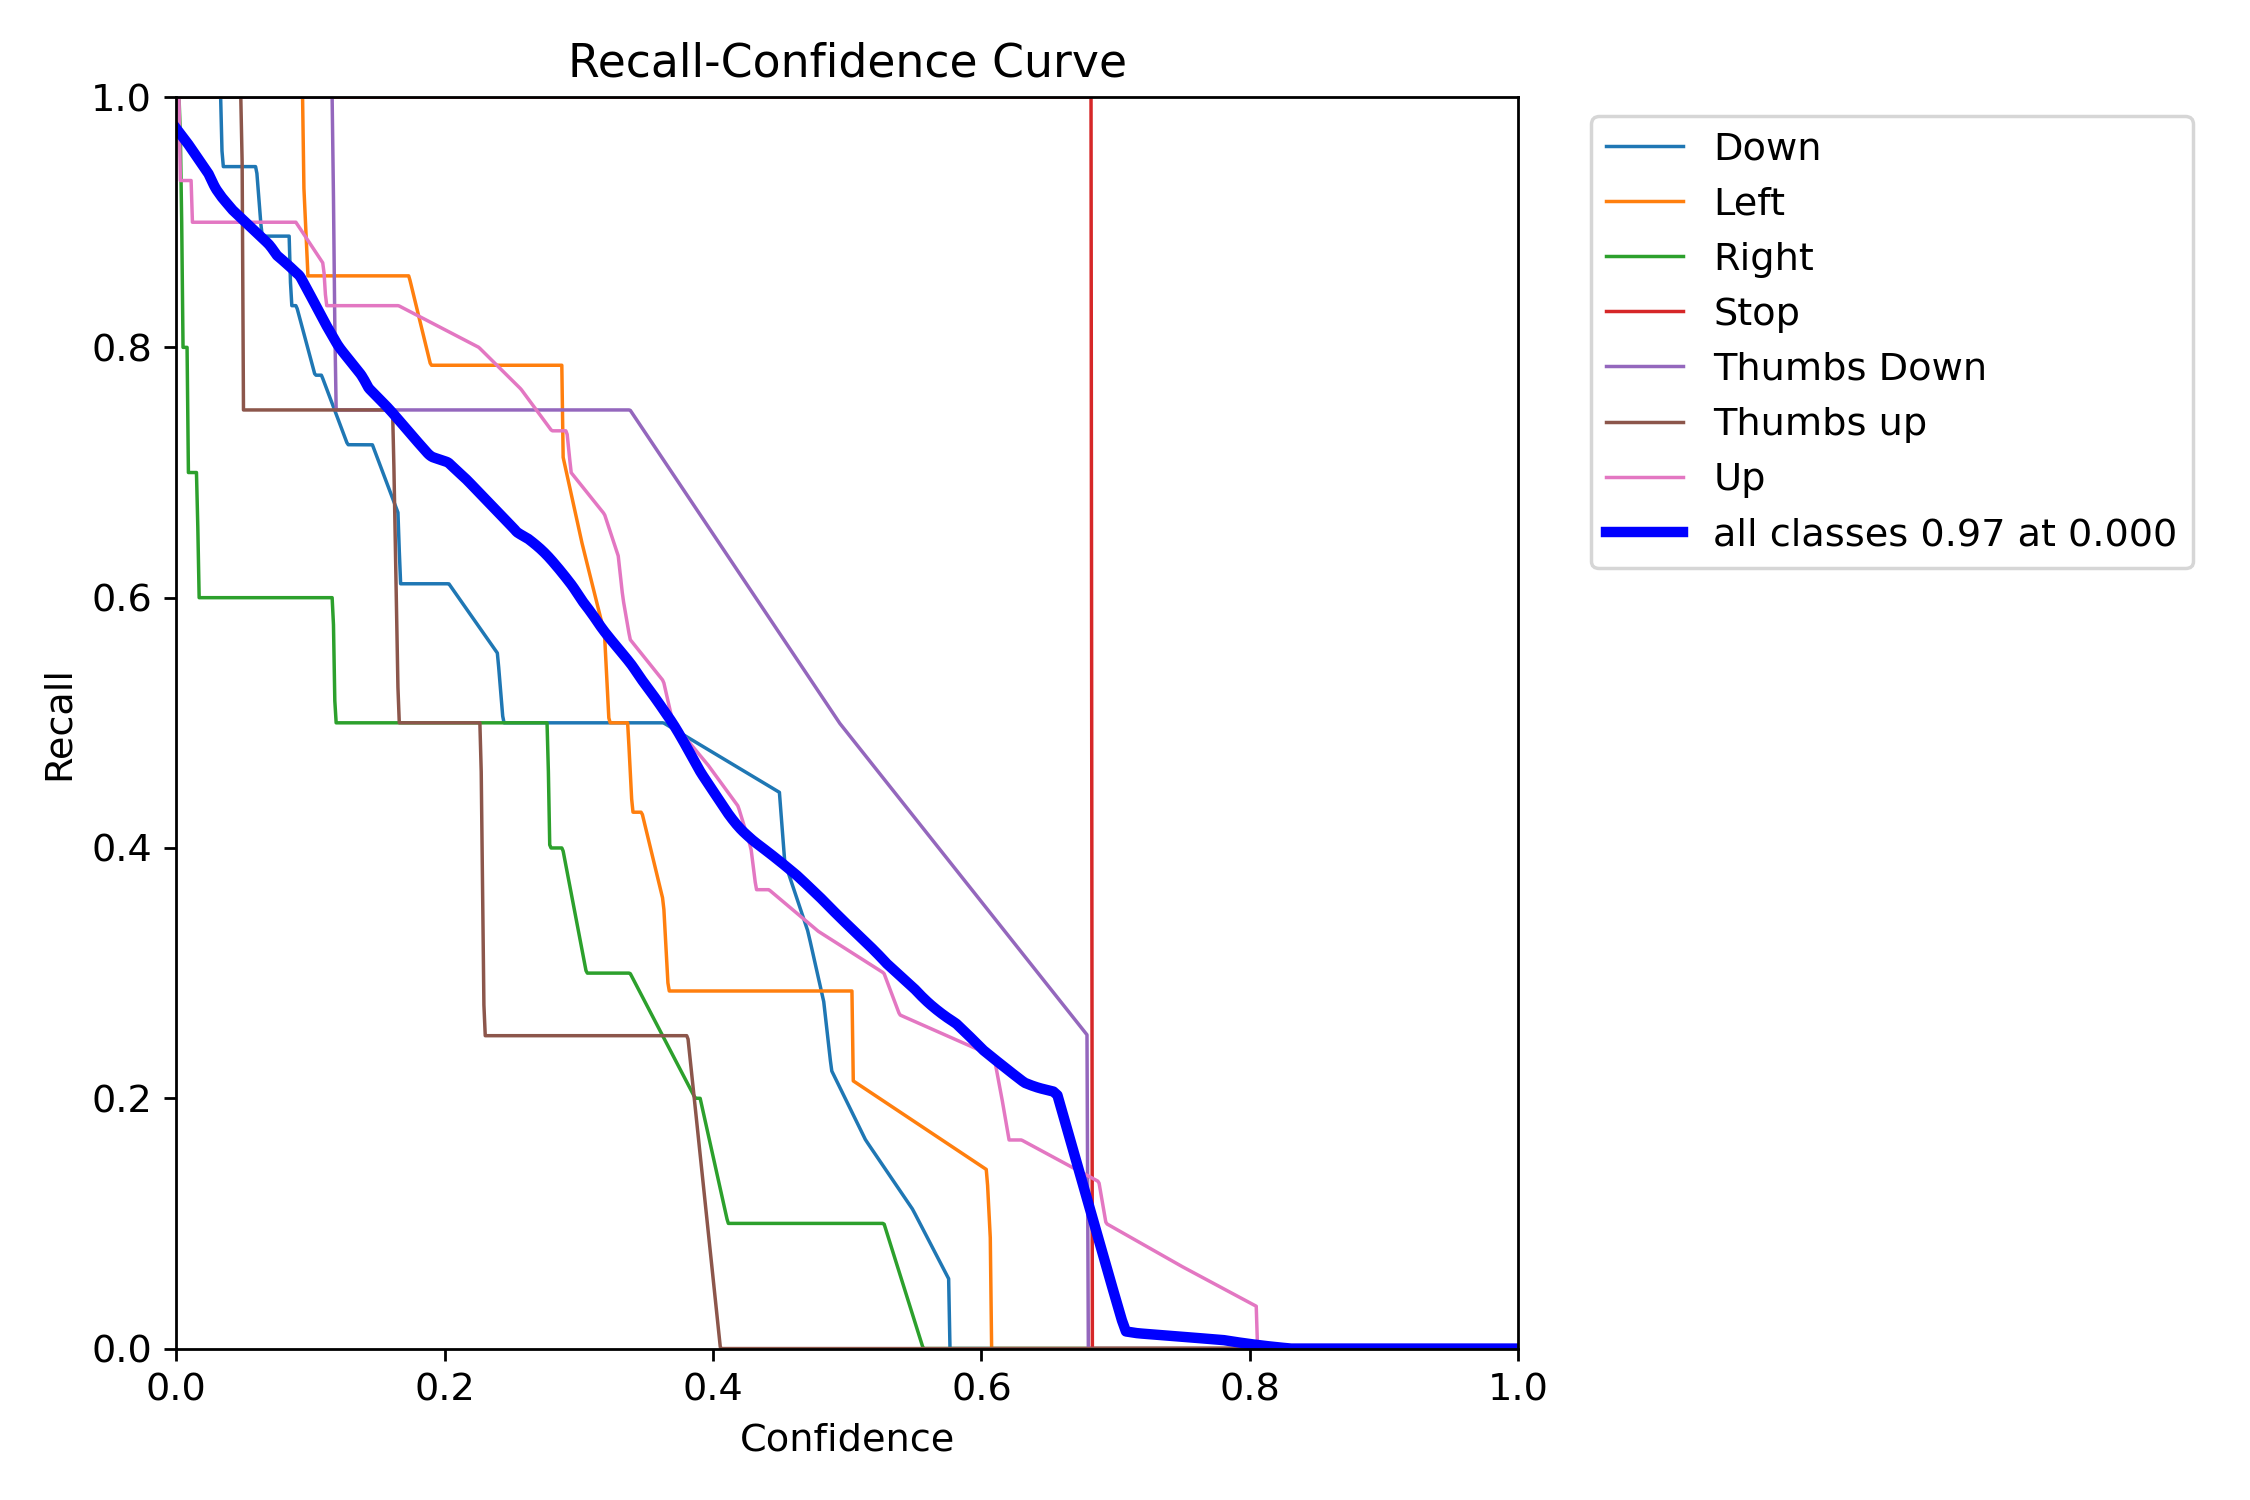 Recall-Confidence Curve
1.0
0.8
0.6
0.4
0.2
0.0
Recall
0.0 0.2 0.4 0.6 0.8 1.0
Confidence
Down
Left
Right
Stop
Thumbs Down
Thumbs up
Up
all classes 0.97 at 0.000